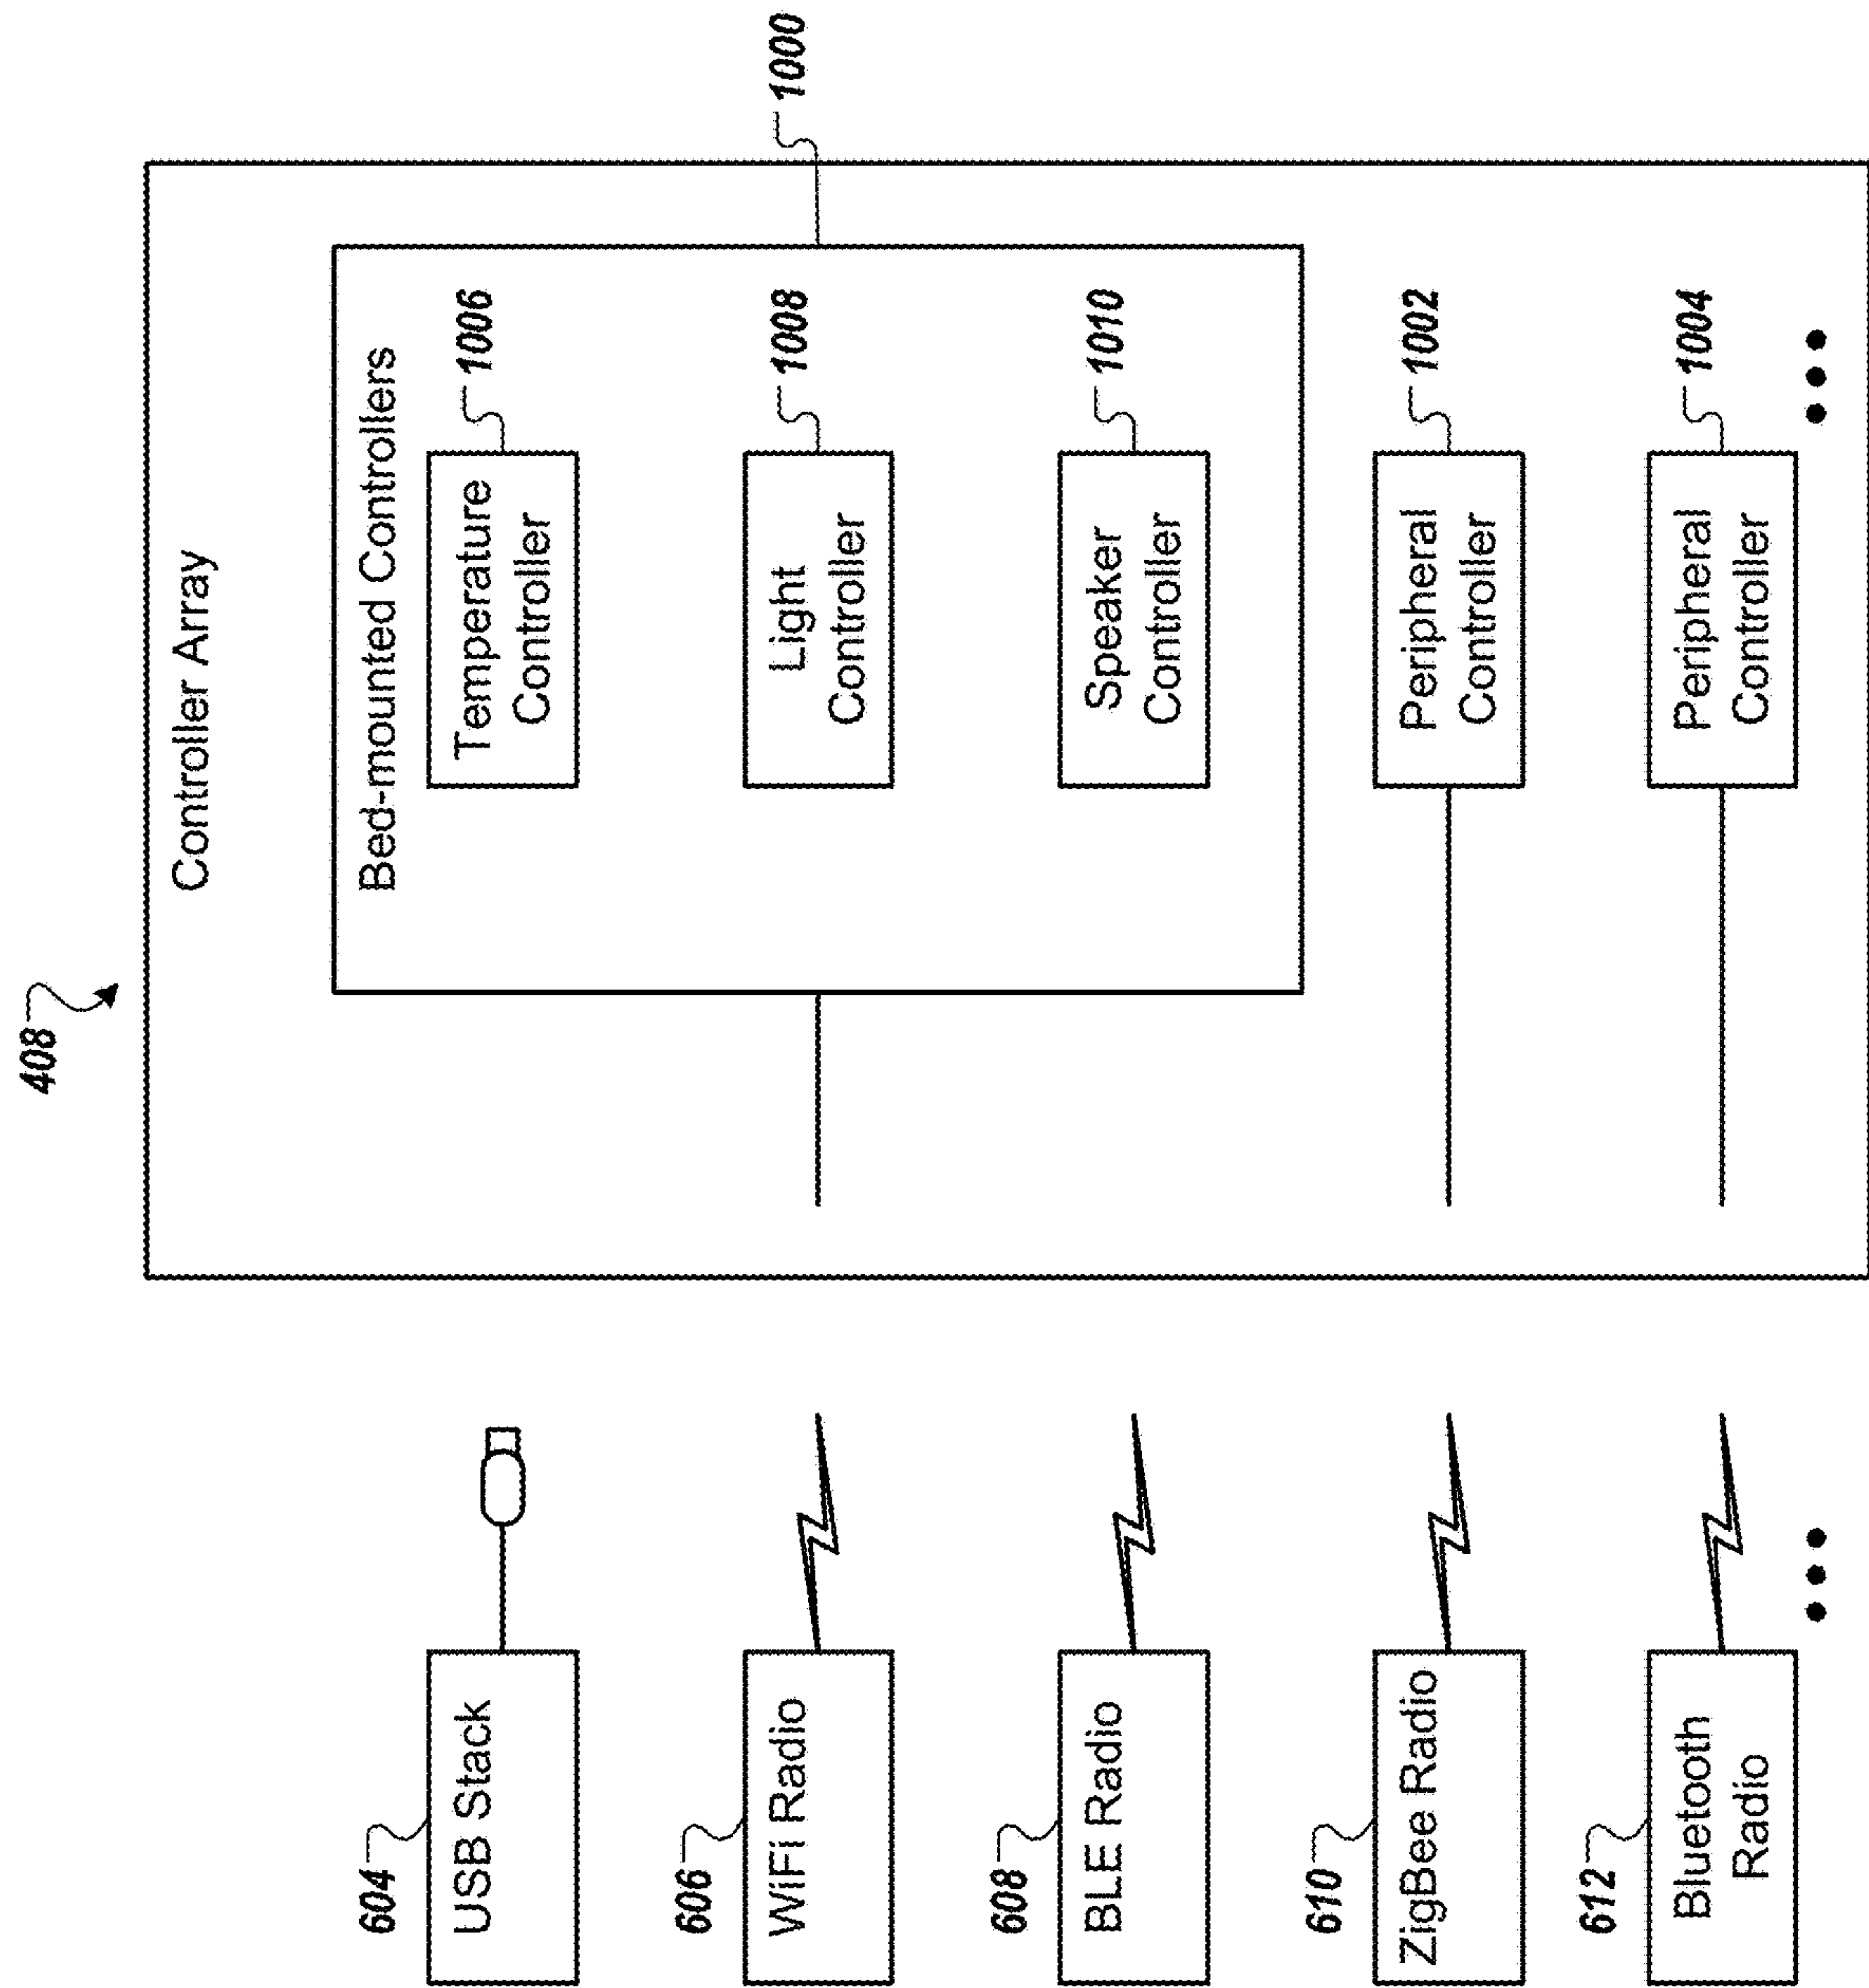 408
Controller Array
1000
Bed-mounted Controllers
604
USB Stack
Temperature
Controller
1006
606
WiFi Radio
Light
Controller
1008
608
BLE Radio
Speaker
Controller
1010
610
ZigBee Radio
Peripheral
Controller
1002
612
Bluetooth
Radio
Peripheral
Controller
1004